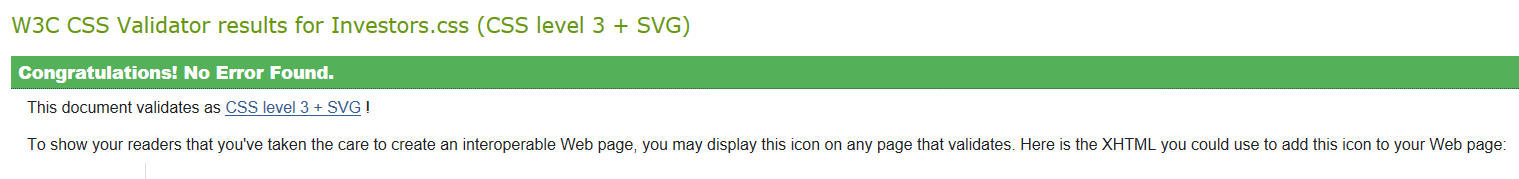 W3C CSS Validator results for Investors.css (CSS level 3 + SVG)
Congratulations! No Error Found.
This document validates as CSS level 3 + SVG !
To show your readers that you've taken the care to create an interoperable Web page, you may display this icon on any page that validates. Here is the XHTML you could use to add this icon to your Web page: